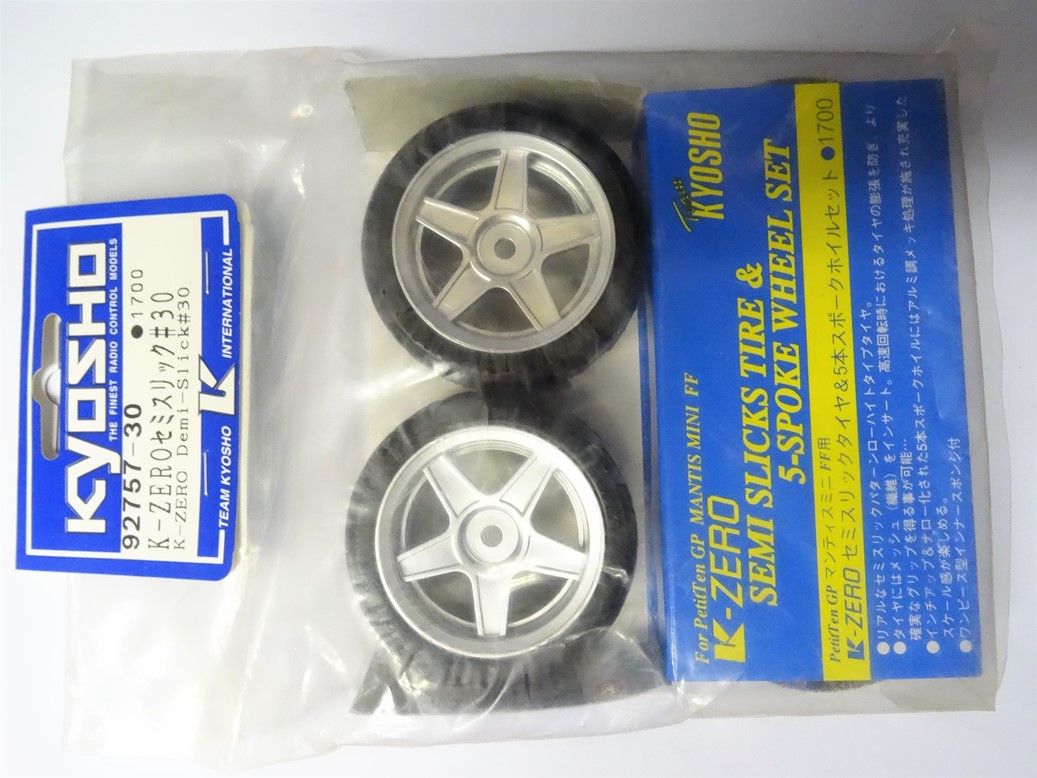 KYOSHO
THE FINEST RADIO CONTROL MODELS
92757-30 ●1700
K-ZEROセミスリック#30
K-ZERO Demi-Slick#30
TEAM KYOSHO K INTERNATIONAL
Team KYOSHO
For PetitTen GP MANTIS MINI FF
K-ZERO
SEMI SLICKS TIRE &
5-SPOKE WHEEL SET
PetitTen GP マンティスミニFF用
K-ZERO セミスリックタイヤ&5本スポークホイルセット●1700
●リアルなセミスリックパターンローハイトタイプタイヤ。
●タイヤにはメッシュ（繊維）をインサート。高速回転時におけるタイヤの膨張を防ぎ より
確実なグリップを得る事が可能…
●インチアップ&ナロー化された5本スポークホイルにはアルミ調メッキ処理が施され充実した
スケール感が楽しめる。
●ワンピース型インナースポンジ付